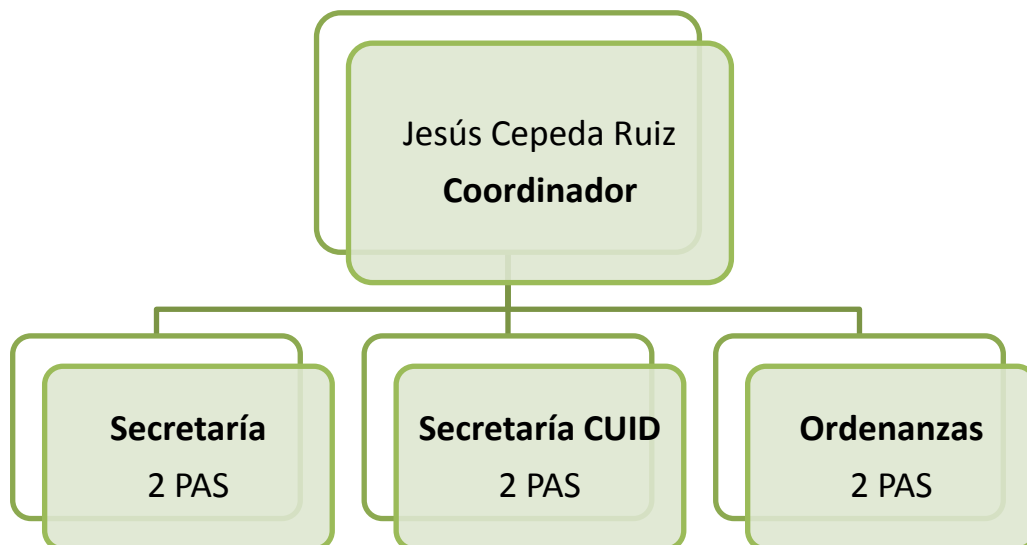 Jesús Cepeda Ruiz
Coordinador
Secretaría
2 PAS
Secretaría CUID
2 PAS
Ordenanzas
2 PAS